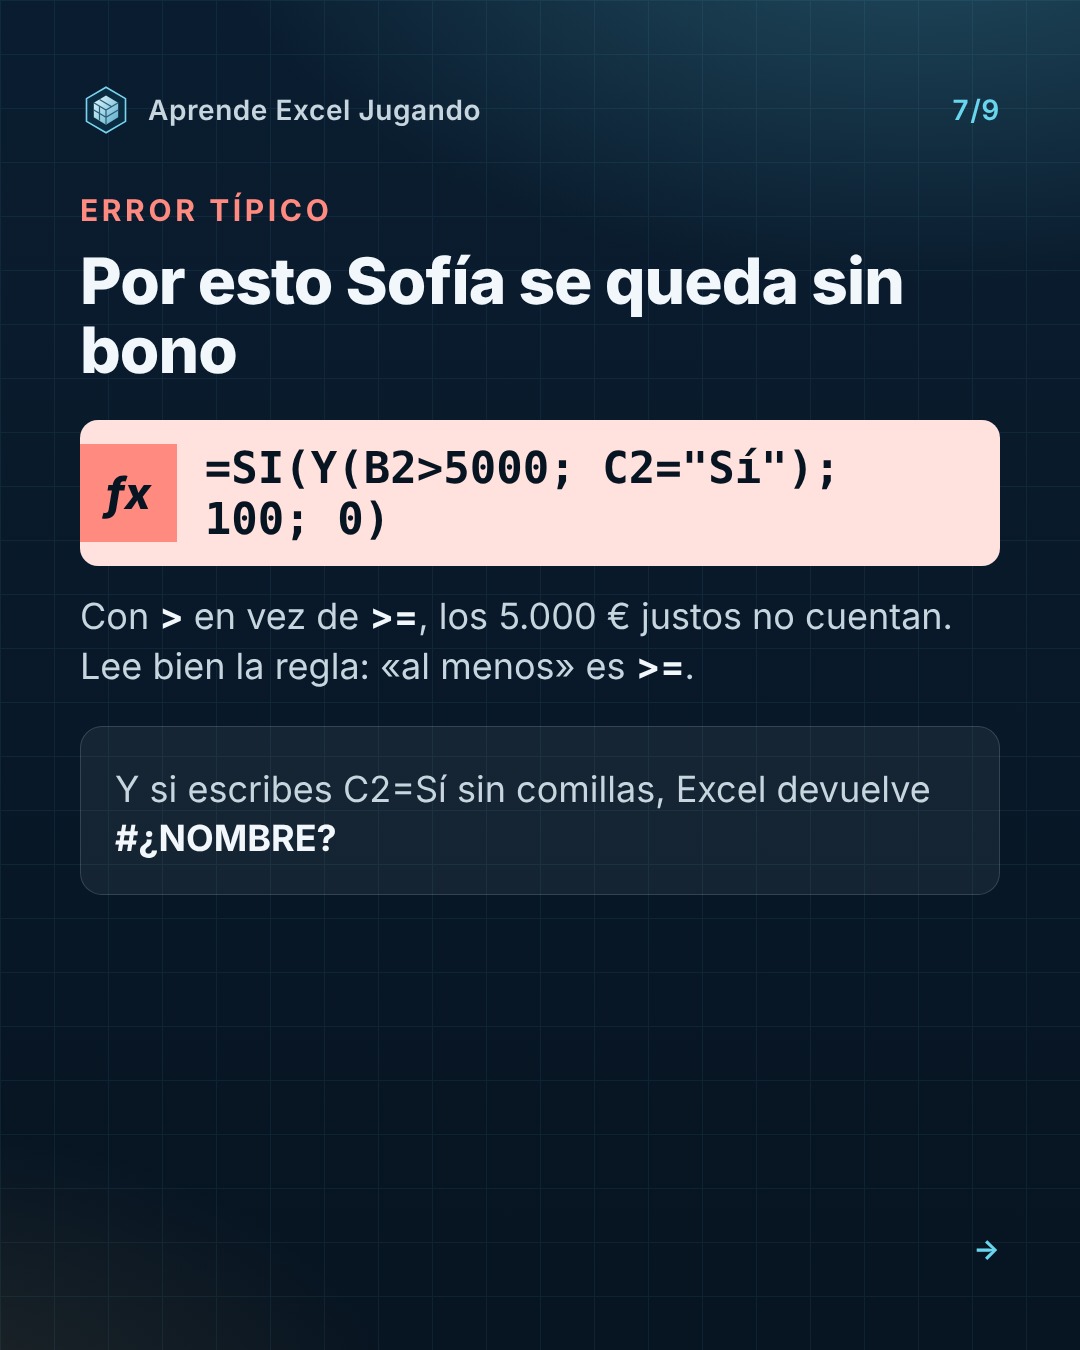 Aprende Excel Jugando
7/9
ERROR TÍPICO
Por esto Sofía se queda sin
bono
fx
=SI(Y(B2>5000; C2="Sí");
100; 0)
Con > en vez de >=, los 5.000 € justos no cuentan.
Lee bien la regla: «al menos» es >=.
Y si escribes C2=Sí sin comillas, Excel devuelve
#¿NOMBRE?
→